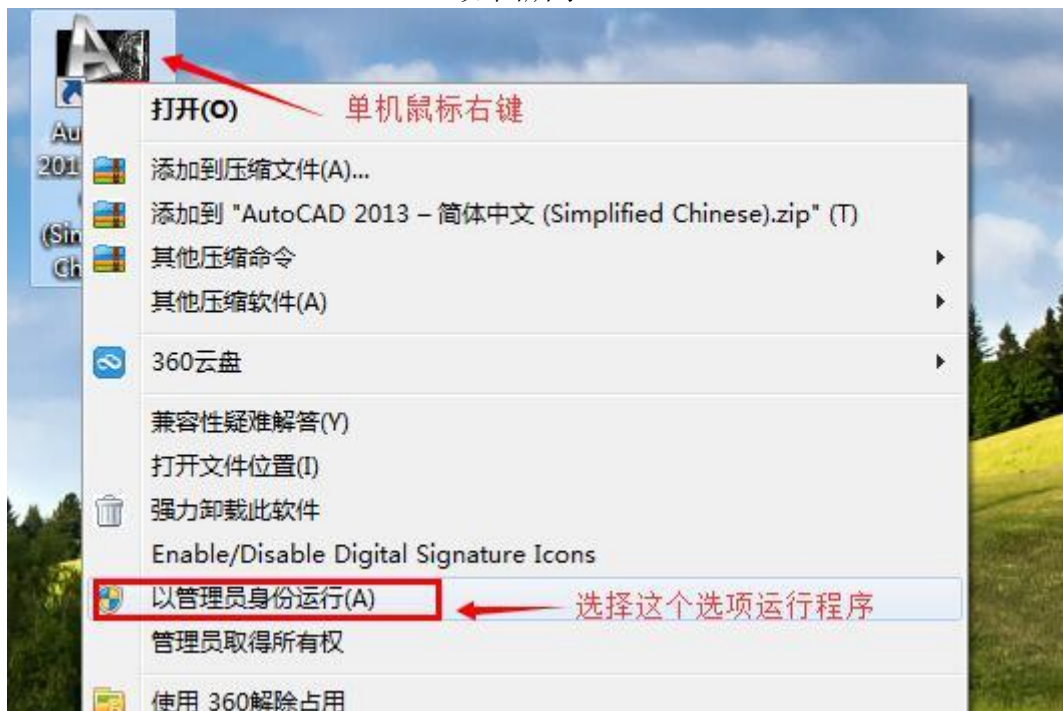 打开(O)
单机鼠标右键
Au
201
添加到压缩文件(A)...
添加到 "AutoCAD 2013 – 简体中文 (Simplified Chinese).zip" (T)
(Sin
其他压缩命令
Ch
其他压缩软件(A)
360云盘
兼容性疑难解答(Y)
打开文件位置(I)
强力卸载此软件
Enable/Disable Digital Signature Icons
以管理员身份运行(A)
选择这个选项运行程序
管理员取得所有权
使用 360解除占用